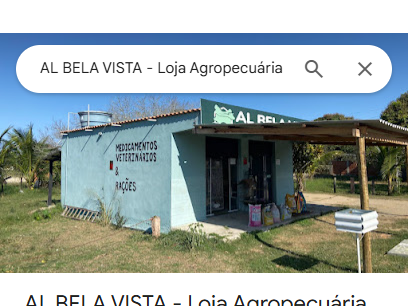 AL BELA VISTA - Loja Agropecuária
AL BELA
MEDICAMENTOS
VETERINÁRIOS
&
RAÇÕES
AL BELA VISTA - Loja Agropecuária